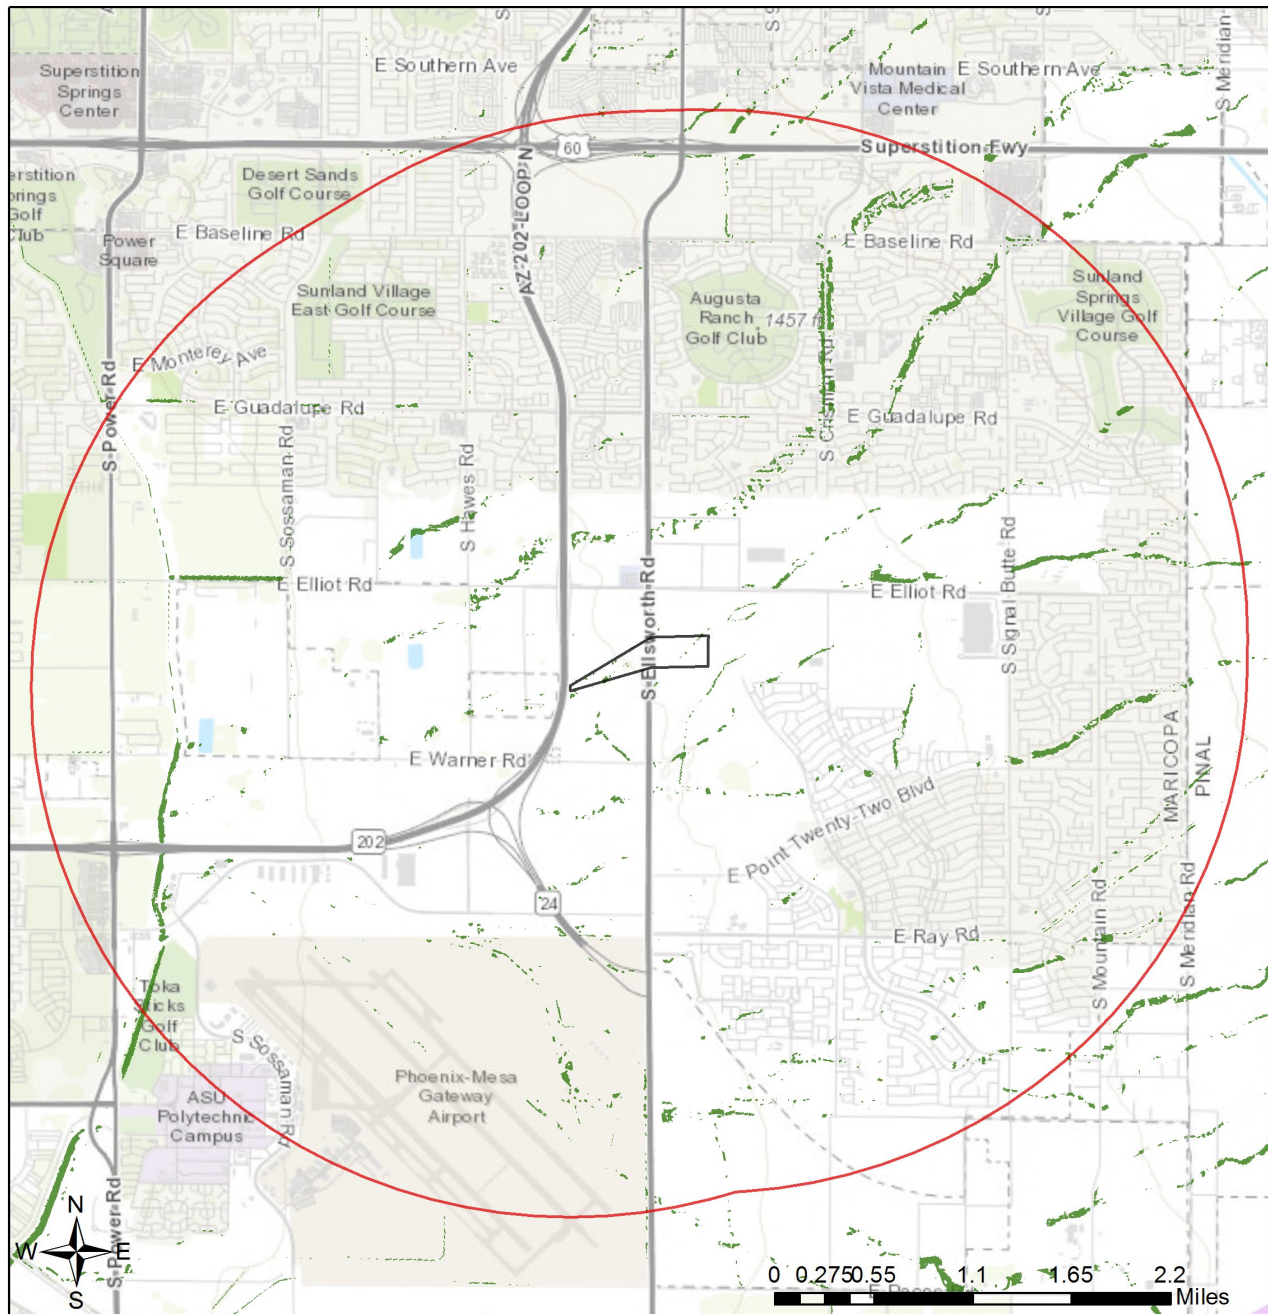 E Southern Ave
Mountain
Vista Medical
Center
E Southern Ave
S Meridian
Superstition
Springs
Center
60
Superstition Fwy
Desert Sands
Golf Course
Springs
Golf
Club
Power
Square
E Baseline Rd
AZ-202-LOOP N
E Baseline Rd
Sunland
Springs
Village Golf
Course
Sunland Village
East Golf Course
Augusta
Ranch
Golf Club
1457 f
E Monterey Ave
S Power Rd
E Guadalupe Rd
E Guadalupe Rd
S Crismon Rd
S Sossaman Rd
S Hawes Rd
E Elliot Rd
E Elliot Rd
S Ellsworth Rd
S Signal Butte Rd
E Warner Rd
MARICOPA
PINAL
E Point Twenty-Two Blvd
202
24
E Ray Rd
S Mountain Rd
S Meridian Rd
Toka
Sticks
Golf
Club
S Sossaman Rd
Phoenix-Mesa
Gateway
Airport
ASU
Polytechnic
Campus
S Power Rd
N
W
E
S
0 0.275 0.55 1.1 1.65 2.2
Miles